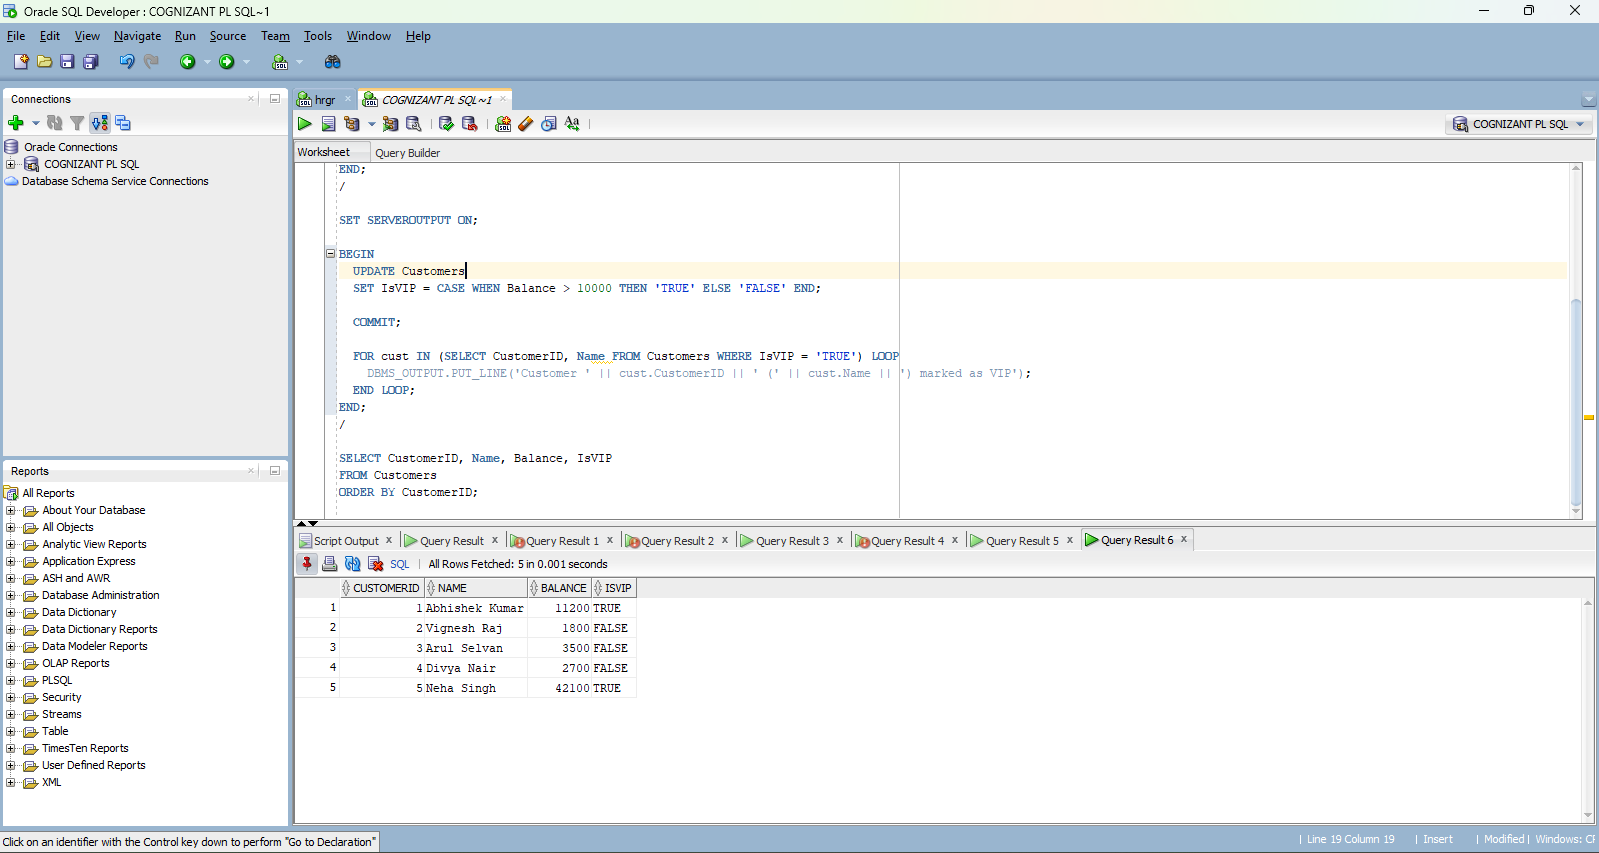 Oracle SQL Developer : COGNIZANT PL SQL~1
File Edit View Navigate Run Source Team Tools Window Help
Connections
Oracle Connections
COGNIZANT PL SQL
Database Schema Service Connections
Reports
All Reports
About Your Database
All Objects
Analytic View Reports
Application Express
ASH and AWR
Database Administration
Data Dictionary
Data Dictionary Reports
Data Modeler Reports
OLAP Reports
PLSQL
Security
Streams
Table
TimesTen Reports
User Defined Reports
XML
hrgr COGNIZANT PL SQL~1
COGNIZANT PL SQL
Worksheet Query Builder
END;
/
SET SERVEROUTPUT ON;
BEGIN
UPDATE Customers
SET IsVIP = CASE WHEN Balance > 10000 THEN 'TRUE' ELSE 'FALSE' END;
COMMIT;
FOR cust IN (SELECT CustomerID, Name FROM Customers WHERE IsVIP = 'TRUE') LOOP
DBMS_OUTPUT.PUT_LINE('Customer ' || cust.CustomerID || ' (' || cust.Name || ') marked as VIP');
END LOOP;
END;
/
SELECT CustomerID, Name, Balance, IsVIP
FROM Customers
ORDER BY CustomerID;
Script Output Query Result Query Result 1 Query Result 2 Query Result 3 Query Result 4 Query Result 5 Query Result 6
SQL All Rows Fetched: 5 in 0.001 seconds
CUSTOMERID NAME BALANCE ISVIP
1 1 Abhishek Kumar 11200 TRUE
2 2 Vignesh Raj 1800 FALSE
3 3 Arul Selvan 3500 FALSE
4 4 Divya Nair 2700 FALSE
5 5 Neha Singh 42100 TRUE
Click on an identifier with the Control key down to perform "Go to Declaration"
Line 19 Column 19 Insert Modified Windows: